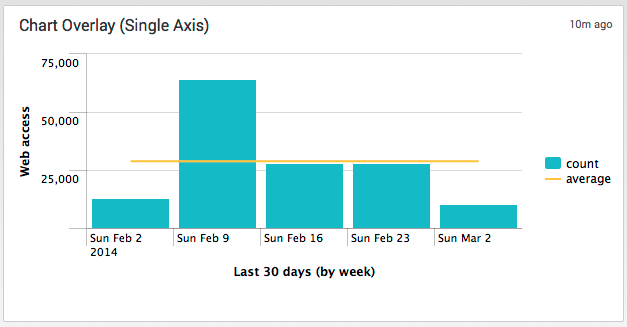 Chart Overlay (Single Axis)
10m ago
75,000
50,000
25,000
Web access
count
average
Sun Feb 2
2014
Sun Feb 9
Sun Feb 16
Sun Feb 23
Sun Mar 2
Last 30 days (by week)